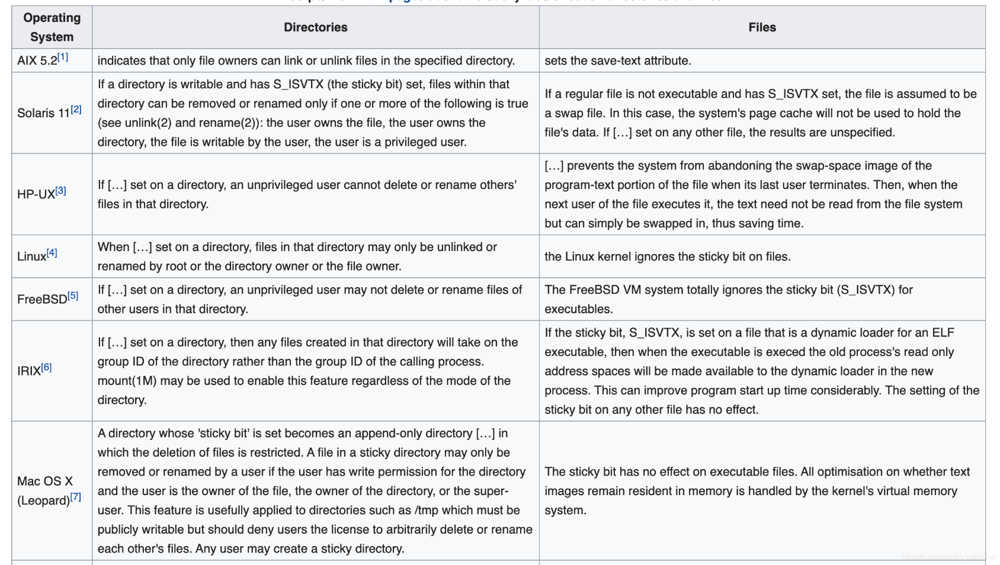 Operating
System
Directories
Files
AIX 5.2[1]
indicates that only file owners can link or unlink files in the specified directory.
sets the save-text attribute.
Solaris 11[2]
If a directory is writable and has S_ISVTX (the sticky bit) set, files within that
directory can be removed or renamed only if one or more of the following is true
(see unlink(2) and rename(2)): the user owns the file, the user owns the
directory, the file is writable by the user, the user is a privileged user.
If a regular file is not executable and has S_ISVTX set, the file is assumed to be
a swap file. In this case, the system's page cache will not be used to hold the
file's data. If […] set on any other file, the results are unspecified.
HP-UX[3]
If […] set on a directory, an unprivileged user cannot delete or rename others'
files in that directory.
[…] prevents the system from abandoning the swap-space image of the
program-text portion of the file when its last user terminates. Then, when the
next user of the file executes it, the text need not be read from the file system
but can simply be swapped in, thus saving time.
Linux[4]
When […] set on a directory, files in that directory may only be unlinked or
renamed by root or the directory owner or the file owner.
the Linux kernel ignores the sticky bit on files.
FreeBSD[5]
If […] set on a directory, an unprivileged user may not delete or rename files of
other users in that directory.
The FreeBSD VM system totally ignores the sticky bit (S_ISVTX) for
executables.
IRIX[6]
If […] set on a directory, then any files created in that directory will take on the
group ID of the directory rather than the group ID of the calling process.
mount(1M) may be used to enable this feature regardless of the mode of the
directory.
If the sticky bit, S_ISVTX, is set on a file that is a dynamic loader for an ELF
executable, then when the executable is execed the old process's read only
address spaces will be made available to the dynamic loader in the new
process. This can improve program start up time considerably. The setting of the
sticky bit on any other file has no effect.
Mac OS X
(Leopard)[7]
A directory whose 'sticky bit' is set becomes an append-only directory […] in
which the deletion of files is restricted. A file in a sticky directory may only be
removed or renamed by a user if the user has write permission for the directory
and the user is the owner of the file, the owner of the directory, or the super-
user. This feature is usefully applied to directories such as /tmp which must be
publicly writable but should deny users the license to arbitrarily delete or rename
each other's files. Any user may create a sticky directory.
The sticky bit has no effect on executable files. All optimisation on whether text
images remain resident in memory is handled by the kernel's virtual memory
system.